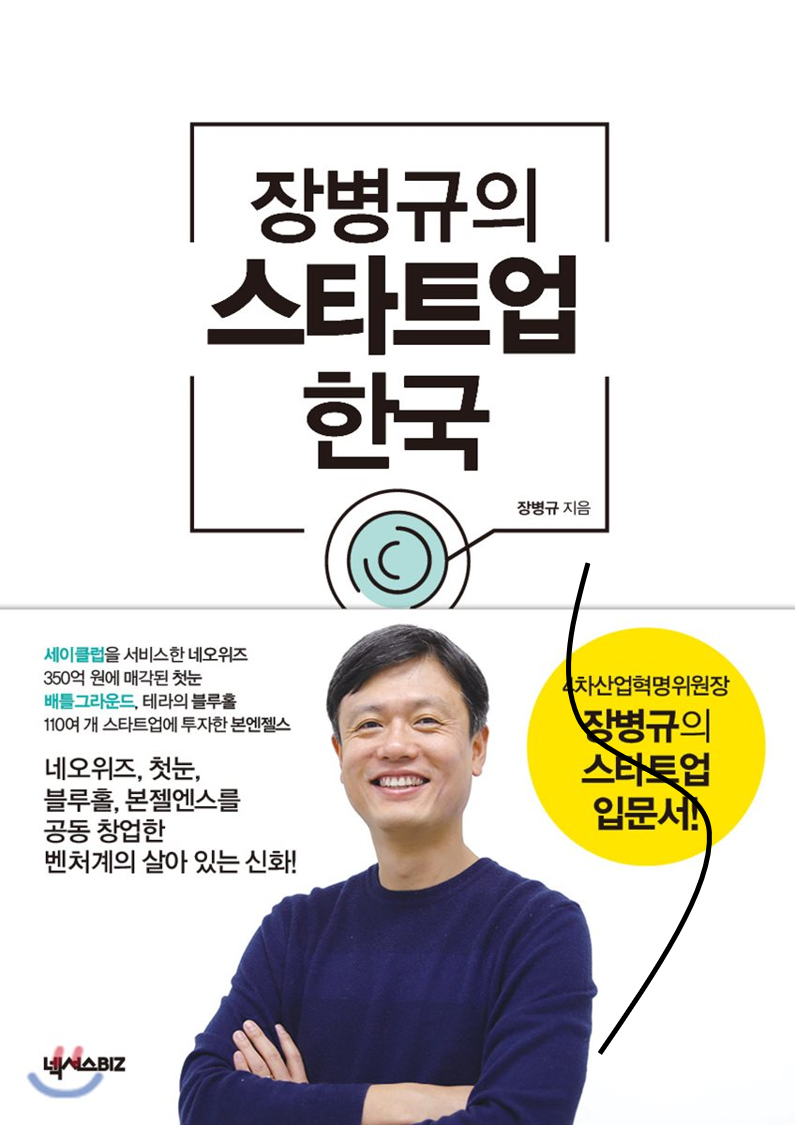 장병규의
스타트업
한국
장병규 지음
세이클럽을 서비스한 네오위즈
350억 원에 매각된 첫눈
배틀그라운드, 테라의 블루홀
110여 개 스타트업에 투자한 본엔젤스
네오위즈, 첫눈,
블루홀, 본젤엔스를
공동 창업한
벤처계의 살아 있는 신화!
4차산업혁명위원장
장병규의
스타트업
입문서!
넥서스BIZ